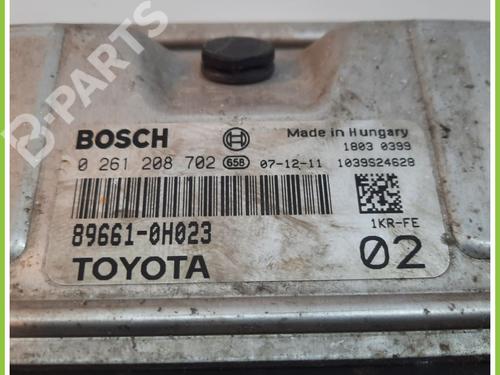 B-PARTS
BOSCH
Made in Hungary
1803 0399
0 261 208 702 658 07-12-11 1039S24628
89661-0H023
1KR-FE
TOYOTA
02